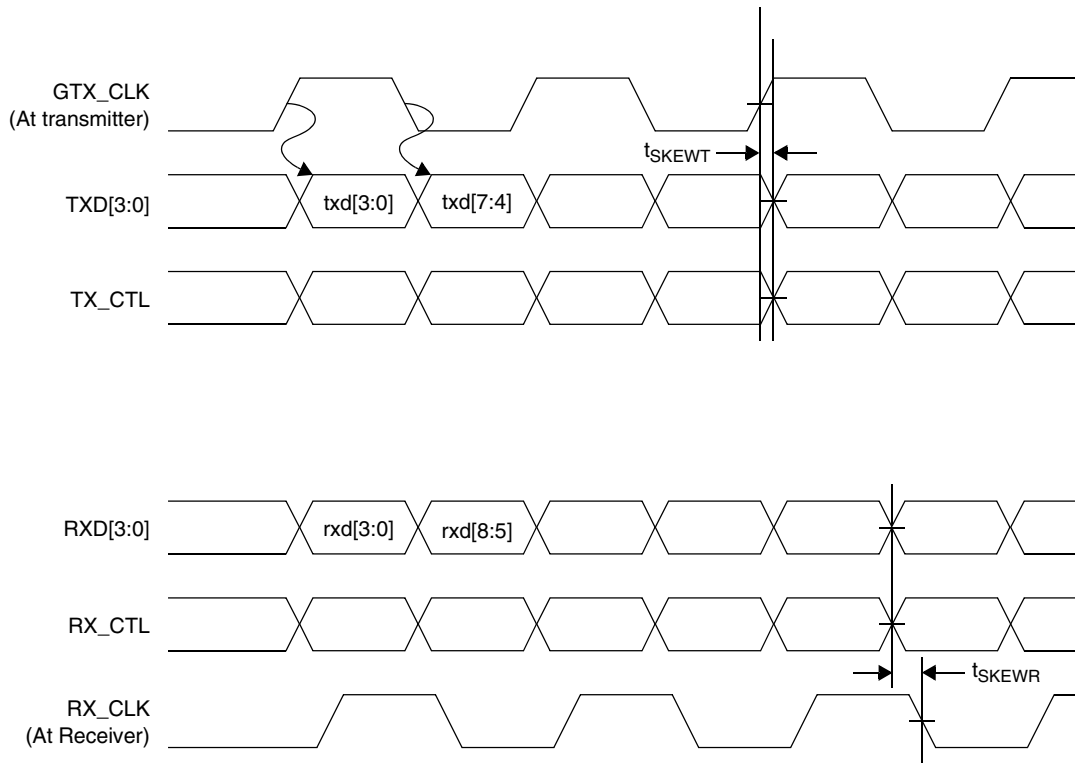 GTX_CLK
(At transmitter)
tSKEWT
TXD[3:0]
txd[3:0]
txd[7:4]
TX_CTL
RXD[3:0]
rxd[3:0]
rxd[8:5]
RX_CTL
tSKEWR
RX_CLK
(At Receiver)